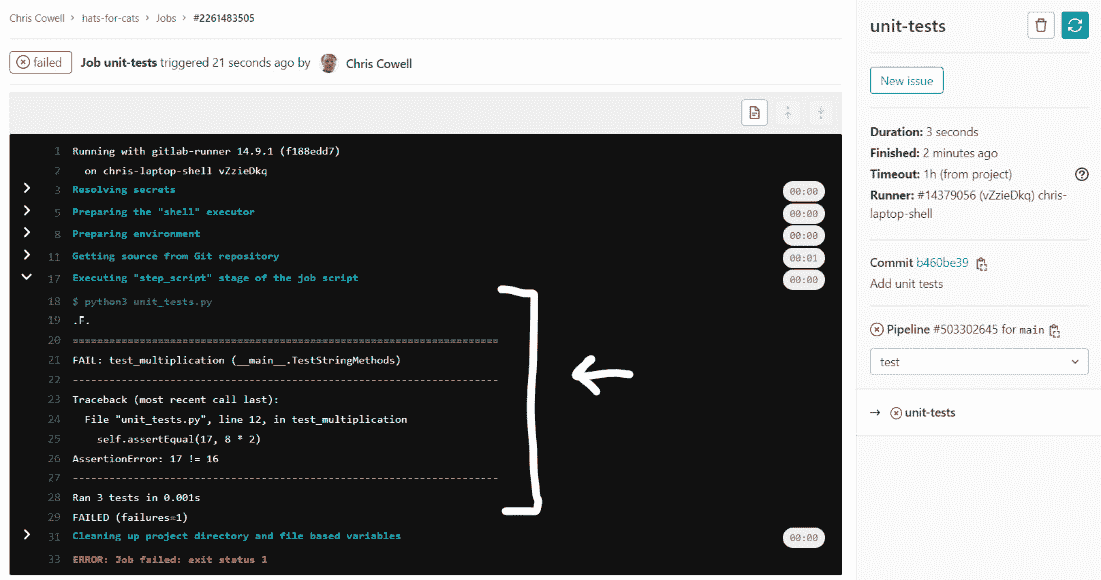 Chris Cowell > hats-for-cats > Jobs > #2261483505
failed Job unit-tests triggered 21 seconds ago by Chris Cowell
1 Running with gitlab-runner 14.9.1 (f188edd7)
2 on chris-laptop-shell vZzieDkq
3 Resolving secrets 00:00
5 Preparing the "shell" executor 00:00
8 Preparing environment 00:00
11 Getting source from Git repository 00:01
17 Executing "step_script" stage of the job script 00:00
18 $ python3 unit_tests.py
19 .F.
20 ======================================================================
21 FAIL: test_multiplication (__main__.TestStringMethods)
22 ----------------------------------------------------------------------
23 Traceback (most recent call last):
24 File "unit_tests.py", line 12, in test_multiplication
25 self.assertEqual(17, 8 * 2)
26 AssertionError: 17 != 16
27 ----------------------------------------------------------------------
28 Ran 3 tests in 0.001s
29 FAILED (failures=1)
31 Cleaning up project directory and file based variables 00:00
33 ERROR: Job failed: exit status 1
unit-tests
New issue
Duration: 3 seconds
Finished: 2 minutes ago
Timeout: 1h (from project)
Runner: #14379056 (vZzieDkq) chris-
laptop-shell
Commit b460be39
Add unit tests
Pipeline #503302645 for main
test
→ unit-tests